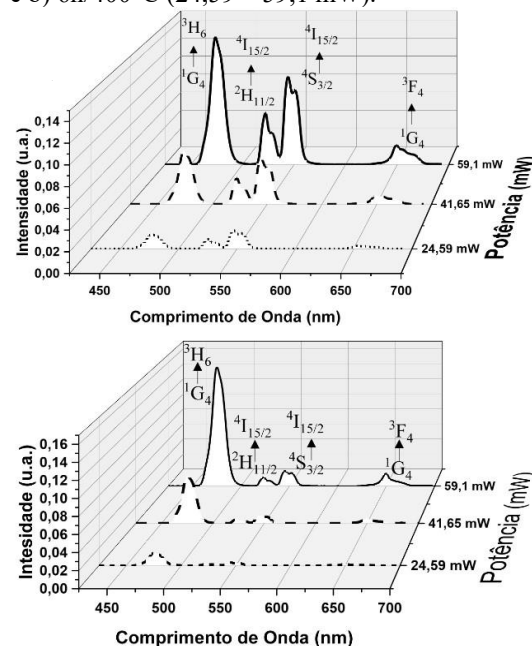 e b) 6h/400°C (24,59 – 59,1 mW).
³H₆
⁴I₁₅/₂
⁴I₁₅/₂
¹G₄
²H₁₁/₂
⁴S₃/₂
³F₄
¹G₄
0,14
0,12
0,10
0,08
0,06
0,04
0,02
0,00
Intensidade (u.a.)
59,1 mW
41,65 mW
24,59 mW
Potência (mW)
450 500 550 600 650 700
Comprimento de Onda (nm)
³H₆
⁴I₁₅/₂
⁴I₁₅/₂
¹G₄
²H₁₁/₂
⁴S₃/₂
³F₄
¹G₄
0,16
0,14
0,12
0,10
0,08
0,06
0,04
0,02
0,00
Intesidade (u.a.)
59,1 mW
41,65 mW
24,59 mW
Potência (mW)
450 500 550 600 650 700
Comprimento de Onda (nm)